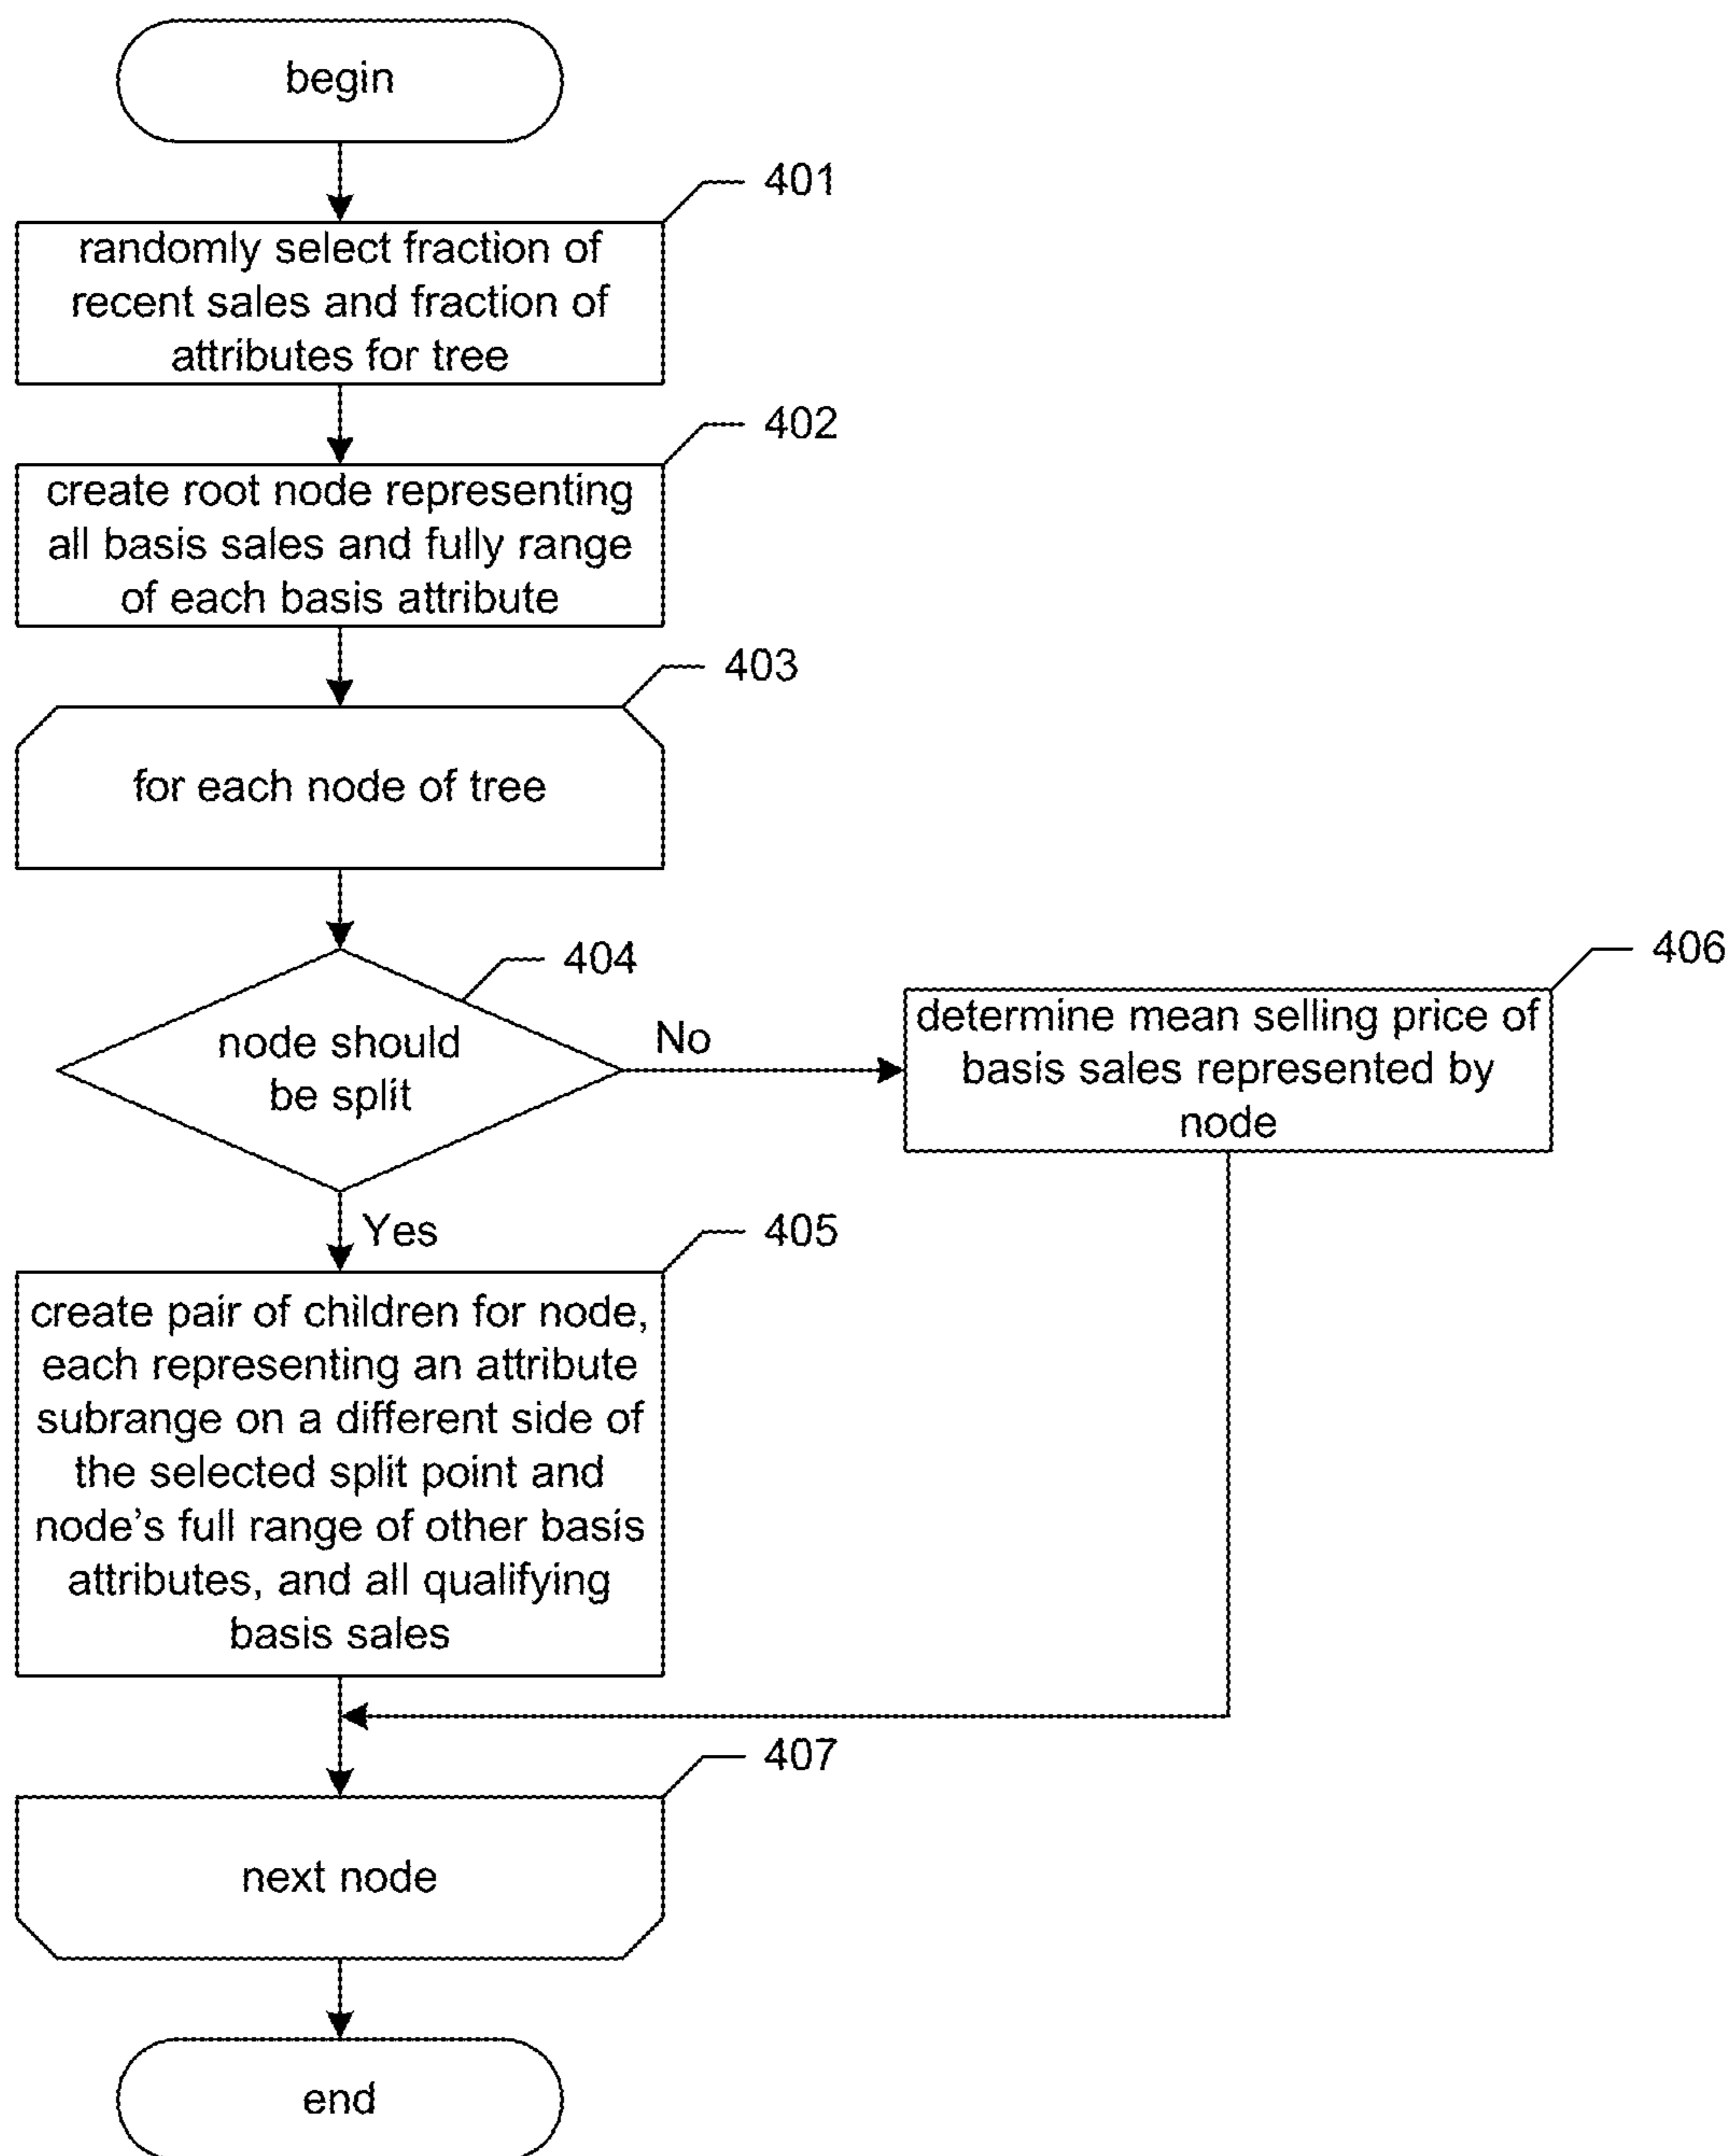 begin
401
randomly select fraction of
recent sales and fraction of
attributes for tree
402
create root node representing
all basis sales and fully range
of each basis attribute
403
for each node of tree
404
node should
be split
No
406
determine mean selling price of
basis sales represented by
node
Yes
405
create pair of children for node,
each representing an attribute
subrange on a different side of
the selected split point and
node's full range of other basis
attributes, and all qualifying
basis sales
407
next node
end